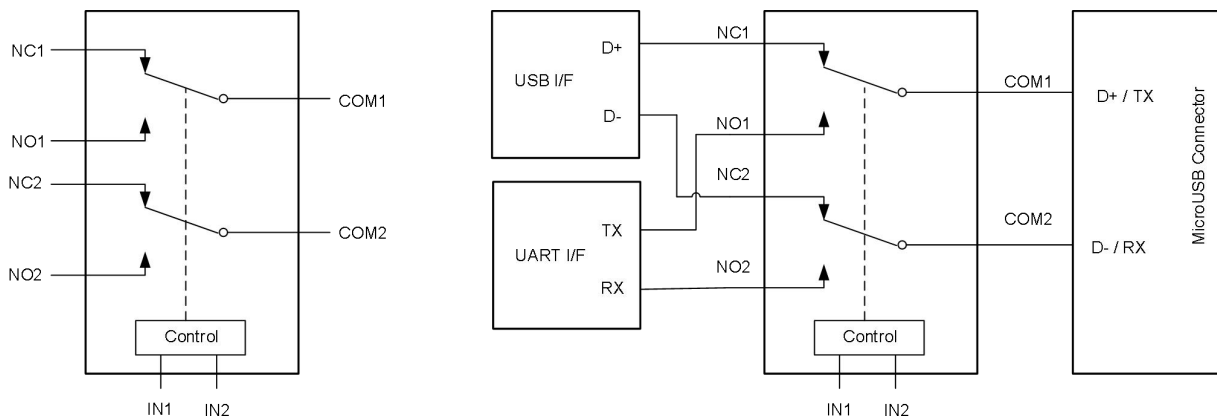 NC1
NO1
NC2
NO2
COM1
COM2
Control
IN1 IN2
USB I/F
D+
D-
UART I/F
TX
RX
NC1
NO1
NC2
NO2
Control
IN1 IN2
COM1
COM2
D+ / TX
D- / RX
MicroUSB Connector